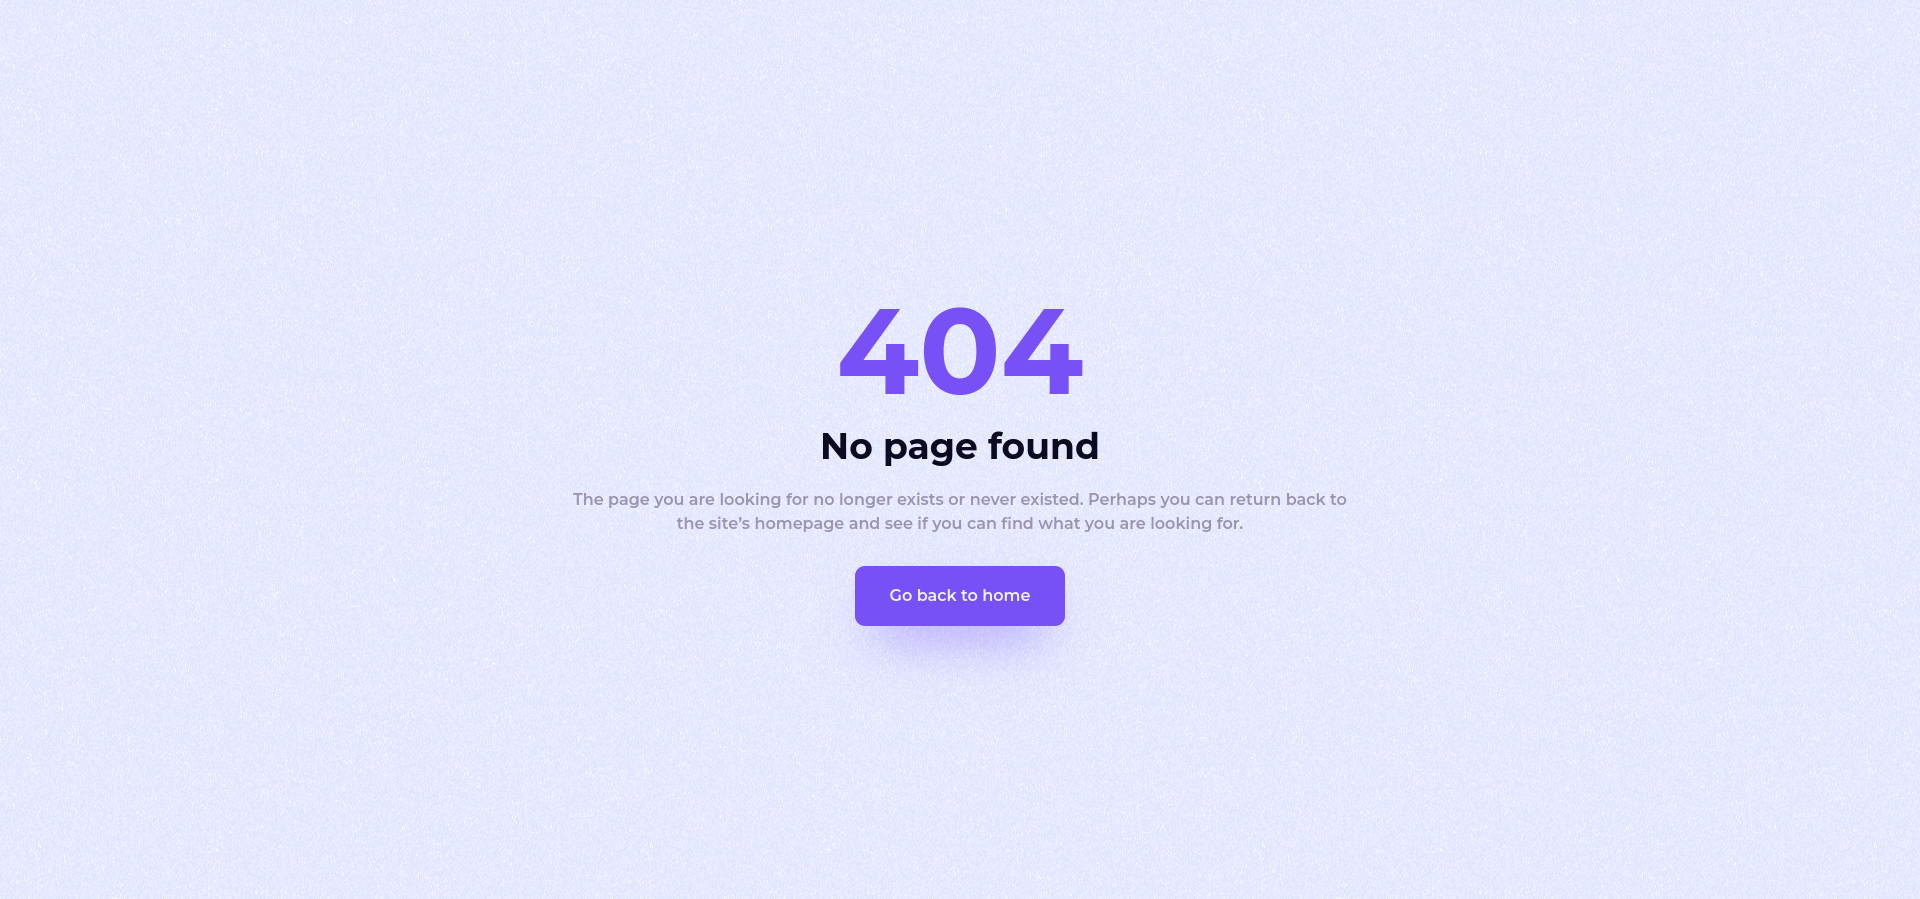 404
No page found
The page you are looking for no longer exists or never existed. Perhaps you can return back to
the site’s homepage and see if you can find what you are looking for.
Go back to home